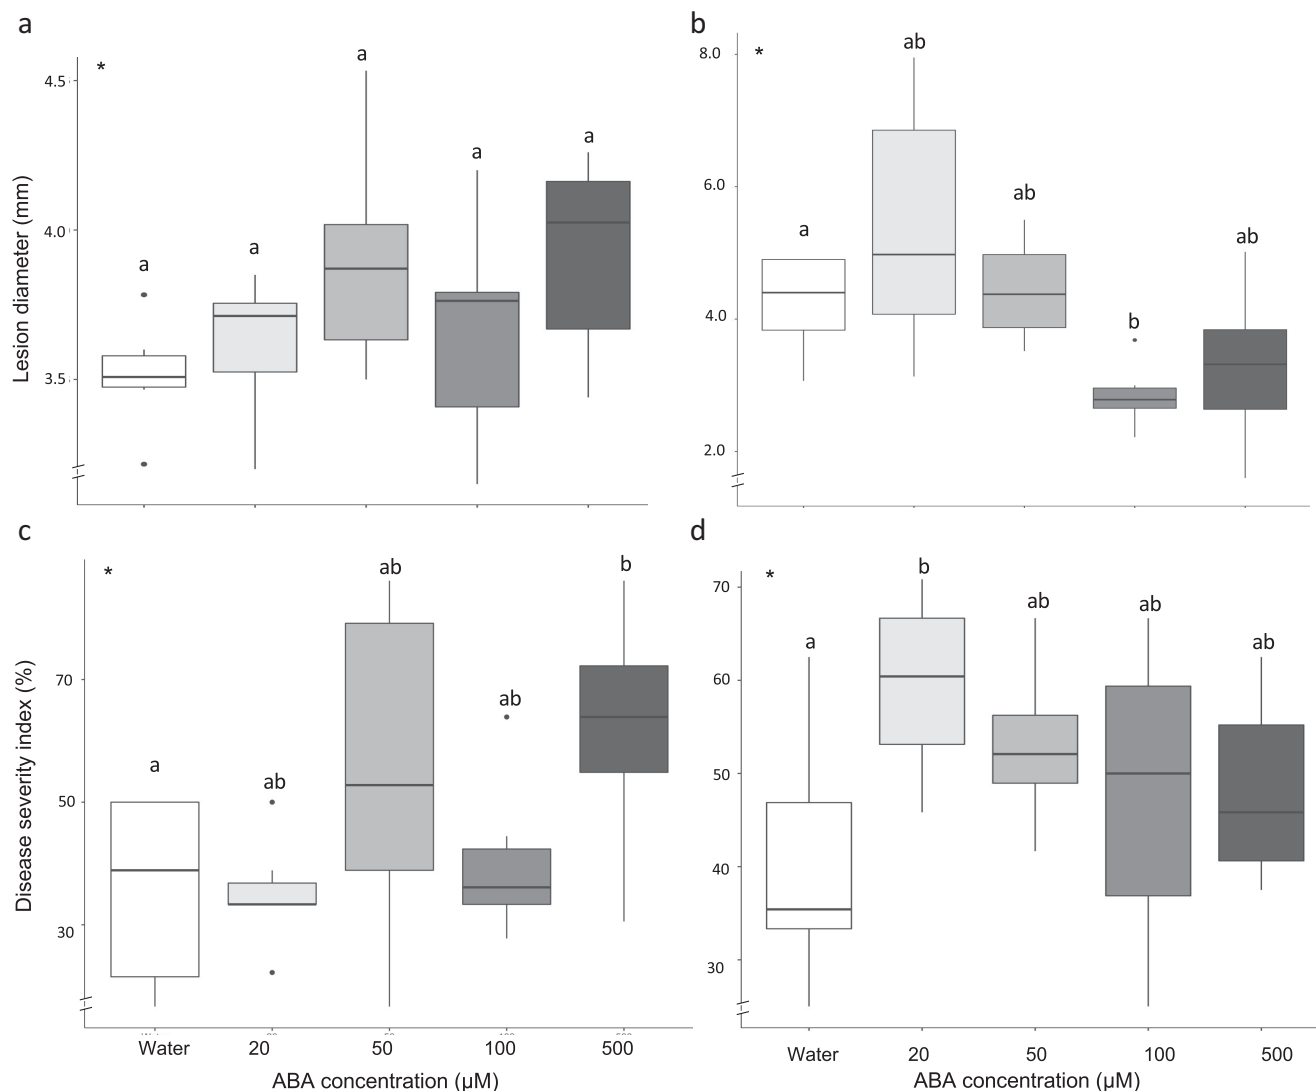 a
*
Lesion diameter (mm)
4.5
4.0
3.5
a
a
a
a
a
b
*
8.0
6.0
4.0
2.0
a
ab
ab
b
ab
c
*
Disease severity index (%)
70
50
30
a
ab
ab
ab
b
Water 20 50 100 500
ABA concentration (µM)
d
*
70
60
50
40
30
a
b
ab
ab
ab
Water 20 50 100 500
ABA concentration (µM)